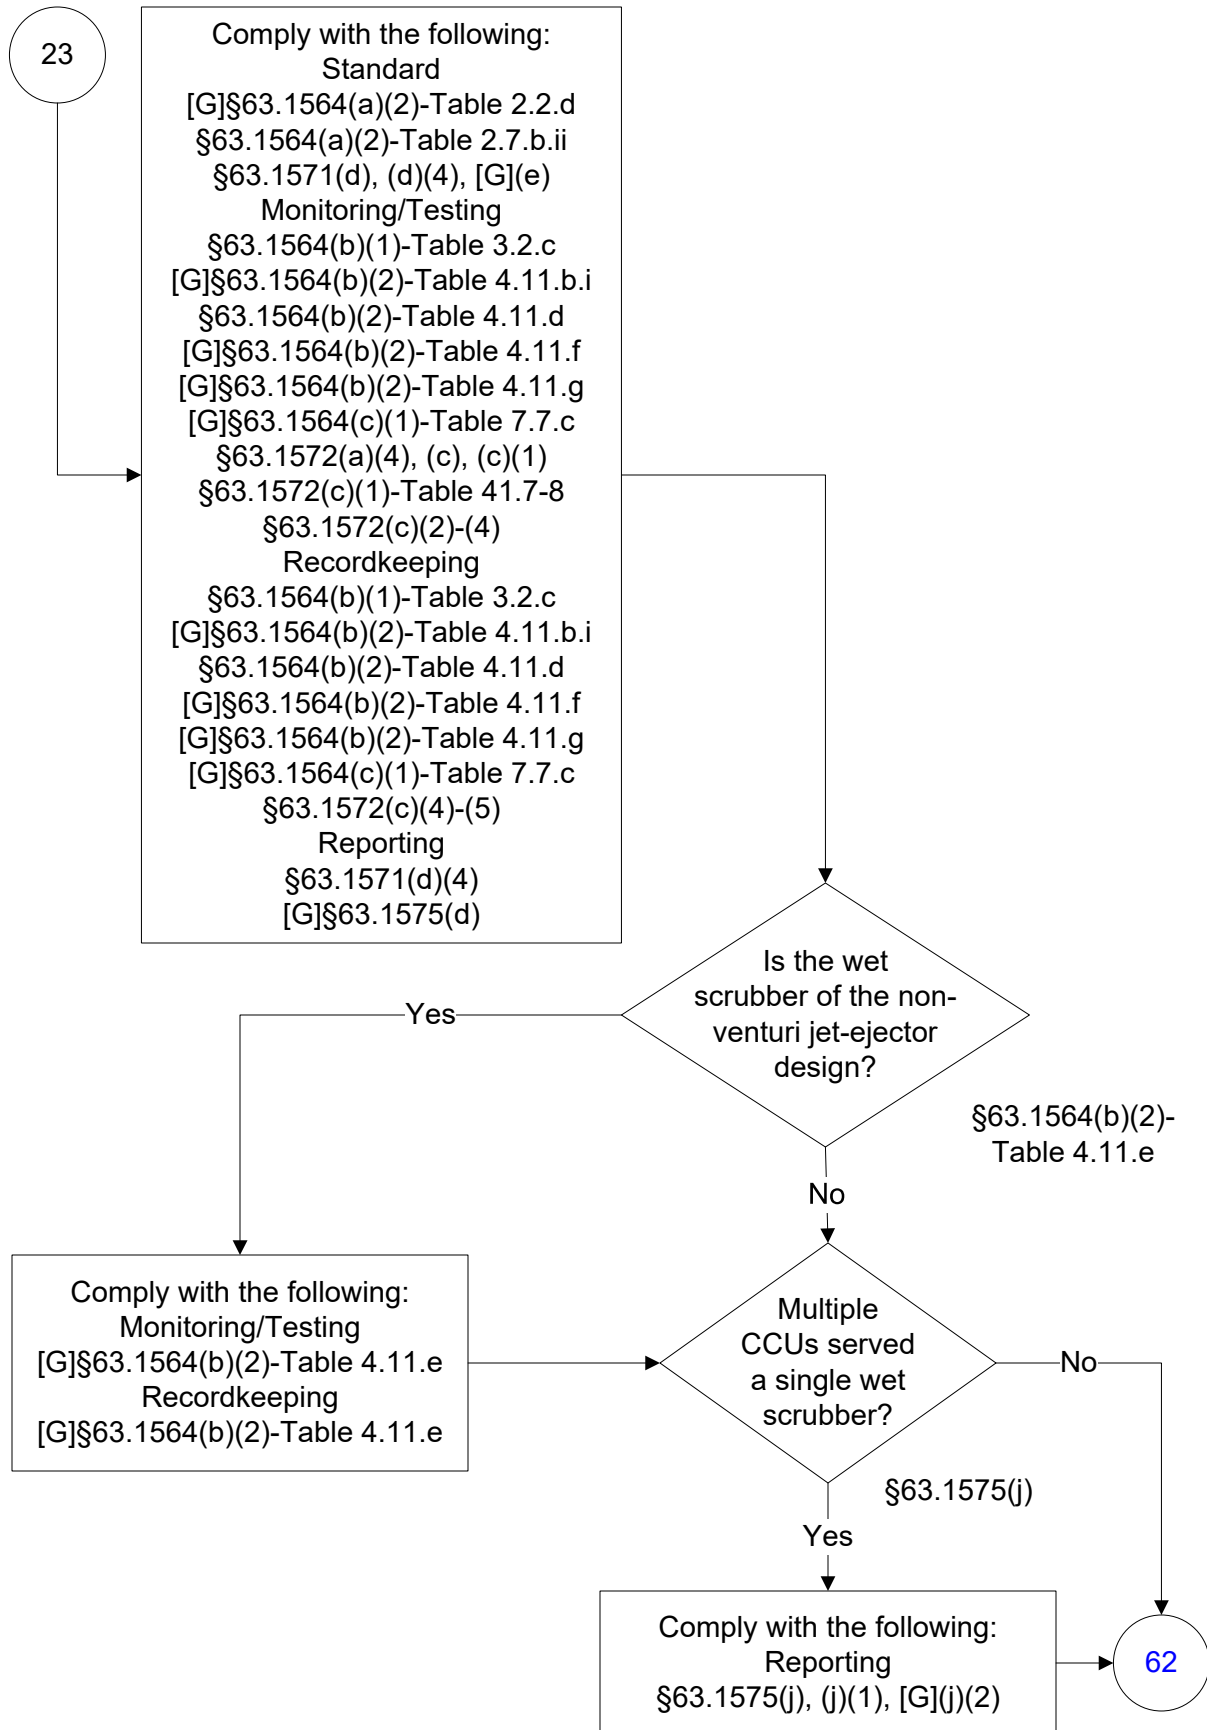 23
Comply with the following:
Standard
[G]§63.1564(a)(2)-Table 2.2.d
§63.1564(a)(2)-Table 2.7.b.ii
§63.1571(d), (d)(4), [G](e)
Monitoring/Testing
§63.1564(b)(1)-Table 3.2.c
[G]§63.1564(b)(2)-Table 4.11.b.i
§63.1564(b)(2)-Table 4.11.d
[G]§63.1564(b)(2)-Table 4.11.f
[G]§63.1564(b)(2)-Table 4.11.g
[G]§63.1564(c)(1)-Table 7.7.c
§63.1572(a)(4), (c), (c)(1)
§63.1572(c)(1)-Table 41.7-8
§63.1572(c)(2)-(4)
Recordkeeping
§63.1564(b)(1)-Table 3.2.c
[G]§63.1564(b)(2)-Table 4.11.b.i
§63.1564(b)(2)-Table 4.11.d
[G]§63.1564(b)(2)-Table 4.11.f
[G]§63.1564(b)(2)-Table 4.11.g
[G]§63.1564(c)(1)-Table 7.7.c
§63.1572(c)(4)-(5)
Reporting
§63.1571(d)(4)
[G]§63.1575(d)
Is the wet
scrubber of the non-
venturi jet-ejector
design?
Yes
§63.1564(b)(2)-
Table 4.11.e
No
Comply with the following:
Monitoring/Testing
[G]§63.1564(b)(2)-Table 4.11.e
Recordkeeping
[G]§63.1564(b)(2)-Table 4.11.e
Multiple
CCUs served
a single wet
scrubber?
No
§63.1575(j)
Yes
Comply with the following:
Reporting
§63.1575(j), (j)(1), [G](j)(2)
62